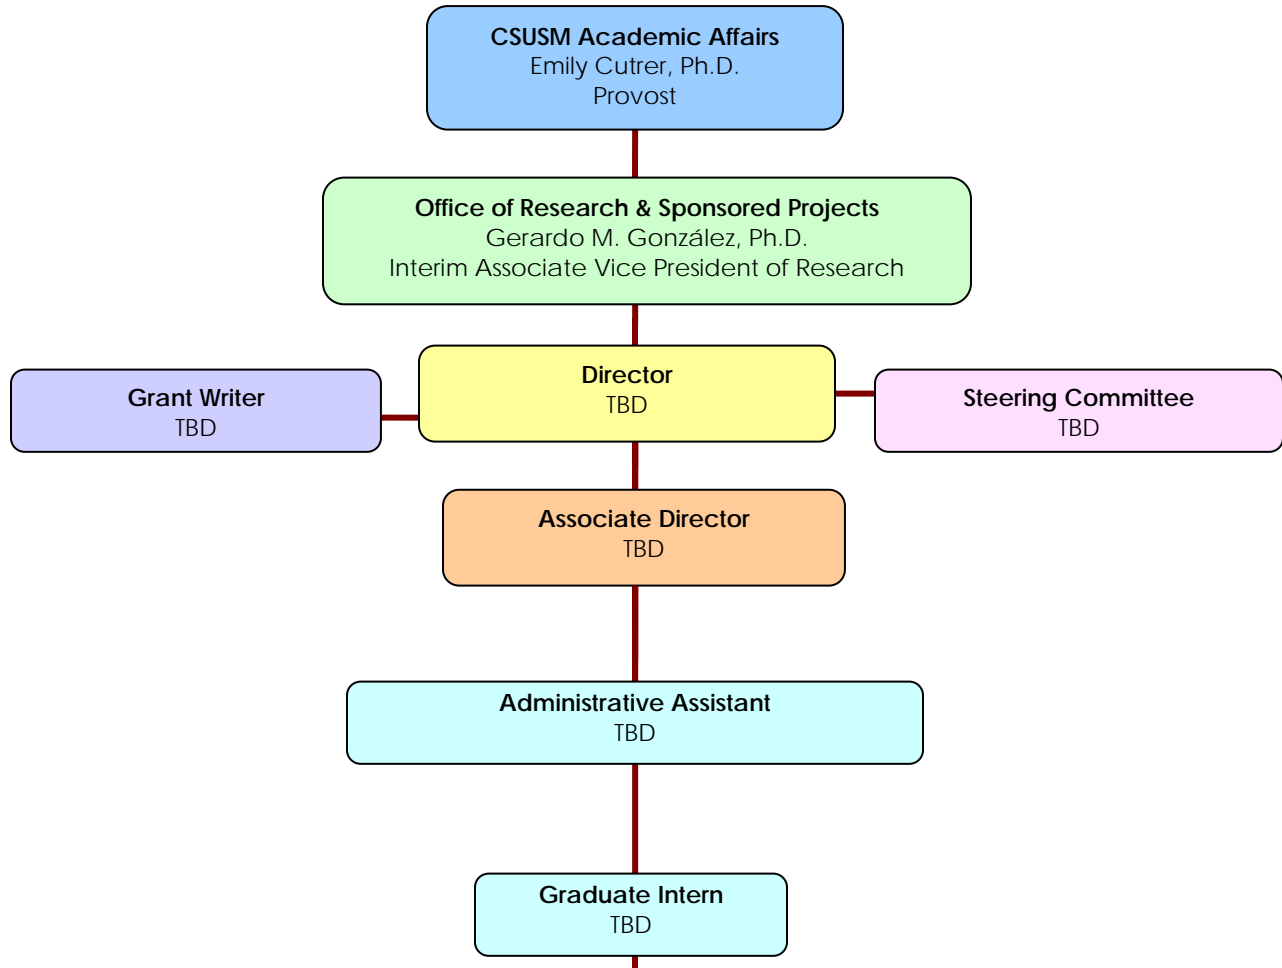 CSUSM Academic Affairs
Emily Cutrer, Ph.D.
Provost
Office of Research & Sponsored Projects
Gerardo M. González, Ph.D.
Interim Associate Vice President of Research
Director
TBD
Grant Writer
TBD
Steering Committee
TBD
Associate Director
TBD
Administrative Assistant
TBD
Graduate Intern
TBD